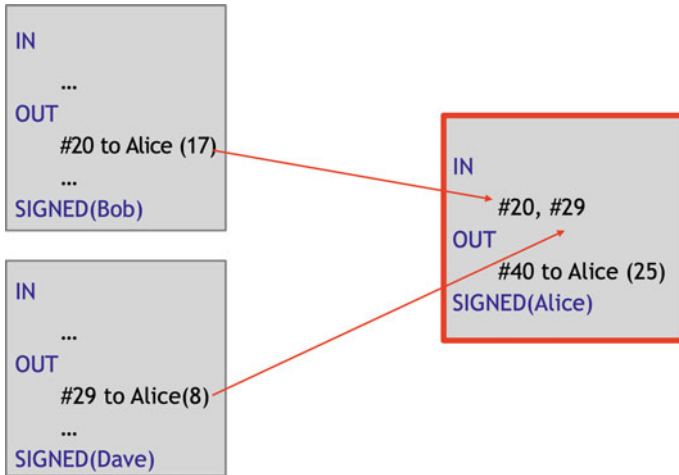 IN
...
OUT
#20 to Alice (17)
...
SIGNED(Bob)
IN
...
OUT
#29 to Alice(8)
...
SIGNED(Dave)
IN
#20, #29
OUT
#40 to Alice (25)
SIGNED(Alice)